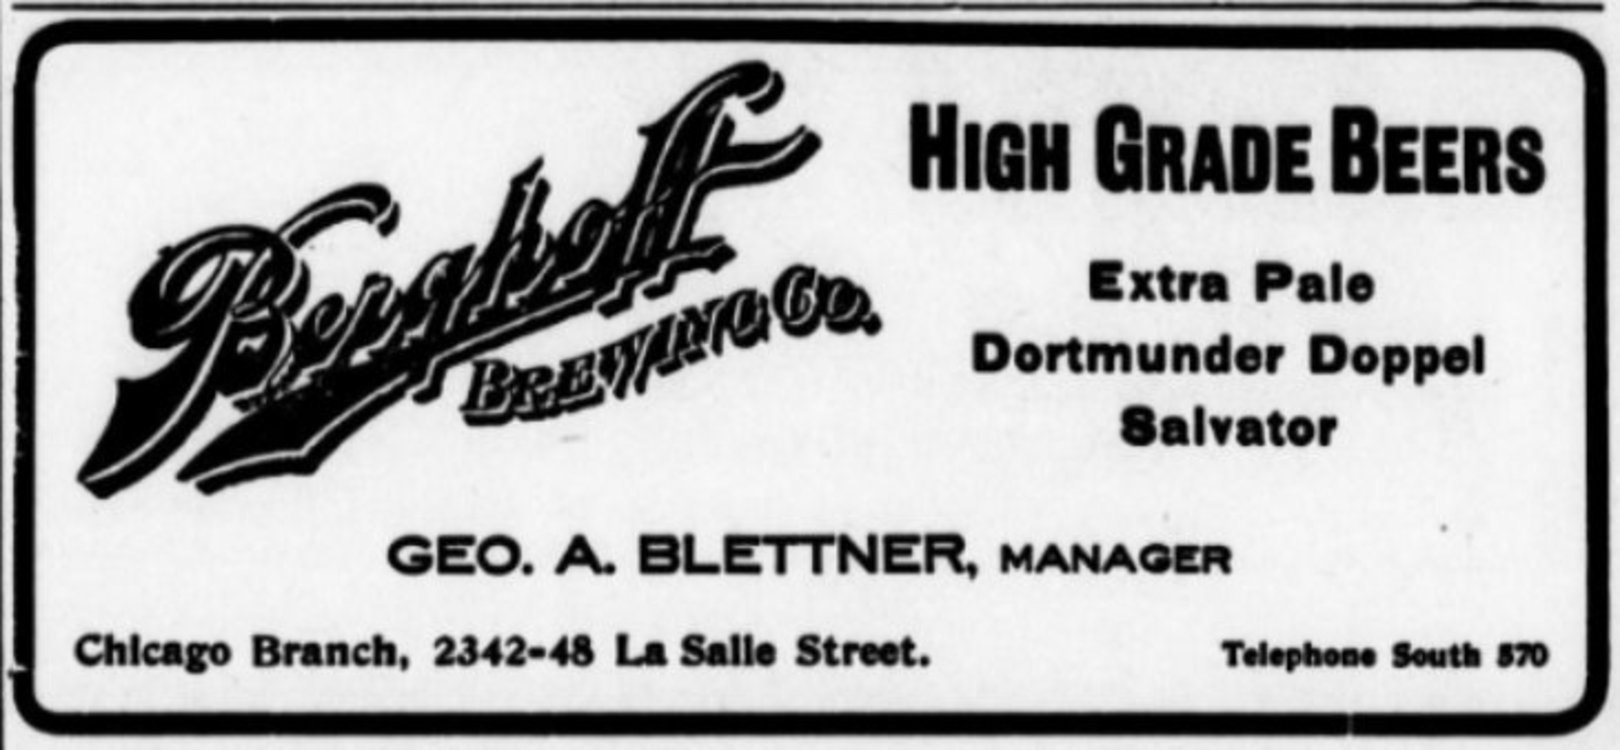 Berghoff
BREWING CO.
HIGH GRADE BEERS
Extra Pale
Dortmunder Doppel
Salvator
GEO. A. BLETTNER, MANAGER
Chicago Branch, 2342-48 La Salle Street.
Telephone South 570